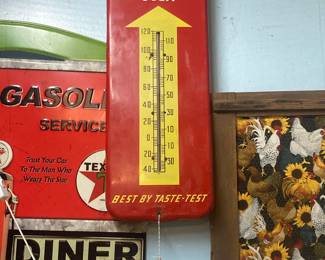 120
110
100
90
80
70
60
50
40
30
20
10
0
10
20
30
40
BEST BY TASTE-TEST
GASOLI
SERVICE
Trust Your Car
To The Man Who
Wears The Star
TEX
T
DINER